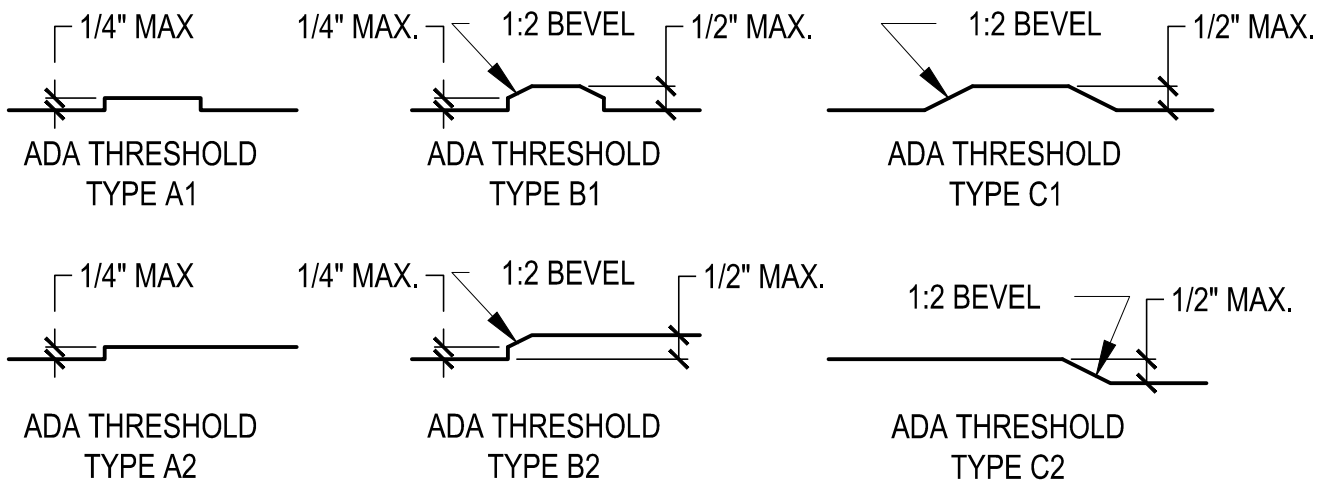 1/4" MAX
ADA THRESHOLD
TYPE A1
1/4" MAX.
1:2 BEVEL
1/2" MAX.
ADA THRESHOLD
TYPE B1
1:2 BEVEL
1/2" MAX.
ADA THRESHOLD
TYPE C1
1/4" MAX
ADA THRESHOLD
TYPE A2
1/4" MAX.
1:2 BEVEL
1/2" MAX.
ADA THRESHOLD
TYPE B2
1:2 BEVEL
1/2" MAX.
ADA THRESHOLD
TYPE C2